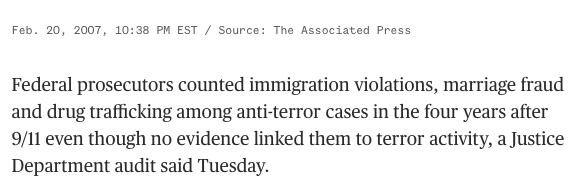 Feb. 20, 2007, 10:38 PM EST / Source: The Associated Press
Federal prosecutors counted immigration violations, marriage fraud
and drug trafficking among anti-terror cases in the four years after
9/11 even though no evidence linked them to terror activity, a Justice
Department audit said Tuesday.